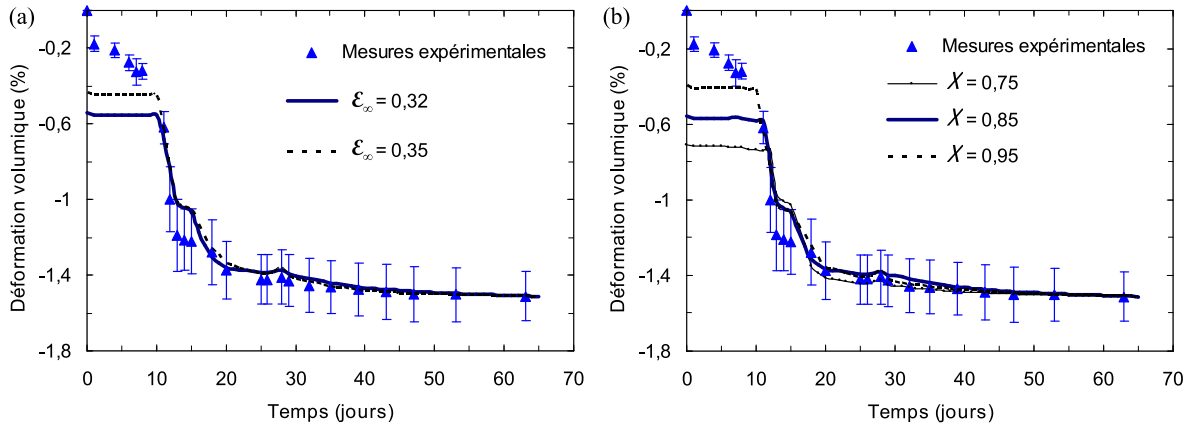 (a)
Déformation volumique (%)
-0,2
-0,6
-1
-1,4
-1,8
0
10
20
30
40
50
60
70
Temps (jours)
Mesures expérimentales
ε∞ = 0,32
ε∞ = 0,35
(b)
Déformation volumique (%)
-0,2
-0,6
-1
-1,4
-1,8
0
10
20
30
40
50
60
70
Temps (jours)
Mesures expérimentales
χ = 0,75
χ = 0,85
χ = 0,95